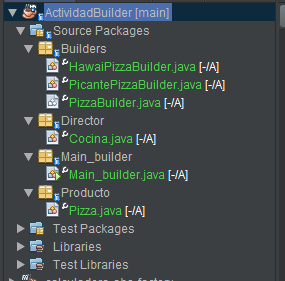 ActividadBuilder [main]
Source Packages
Builders
HawaiPizzaBuilder.java [-/A]
PicantePizzaBuilder.java [-/A]
PizzaBuilder.java [-/A]
Director
Cocina.java [-/A]
Main_builder
Main_builder.java [-/A]
Producto
Pizza.java [-/A]
Test Packages
Libraries
Test Libraries